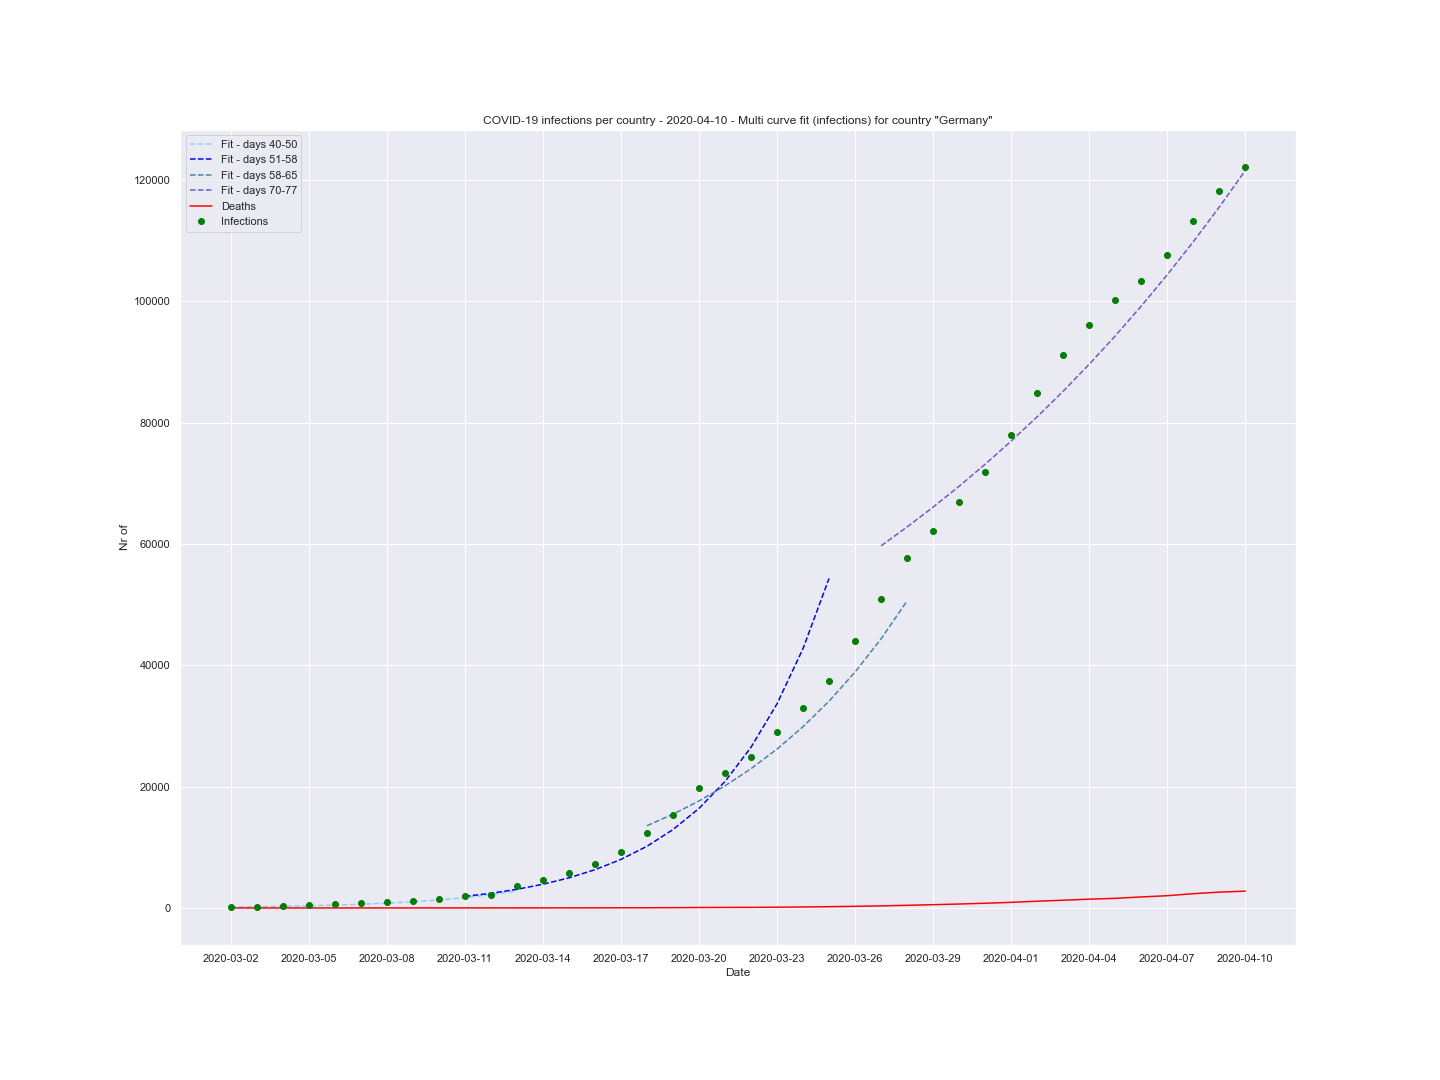 COVID-19 infections per country - 2020-04-10 - Multi curve fit (infections) for country "Germany"
Fit - days 40-50
Fit - days 51-58
Fit - days 58-65
Fit - days 70-77
Deaths
Infections
120000
100000
80000
60000
40000
20000
0
Nr of
2020-03-02 2020-03-05 2020-03-08 2020-03-11 2020-03-14 2020-03-17 2020-03-20 2020-03-23 2020-03-26 2020-03-29 2020-04-01 2020-04-04 2020-04-07 2020-04-10
Date